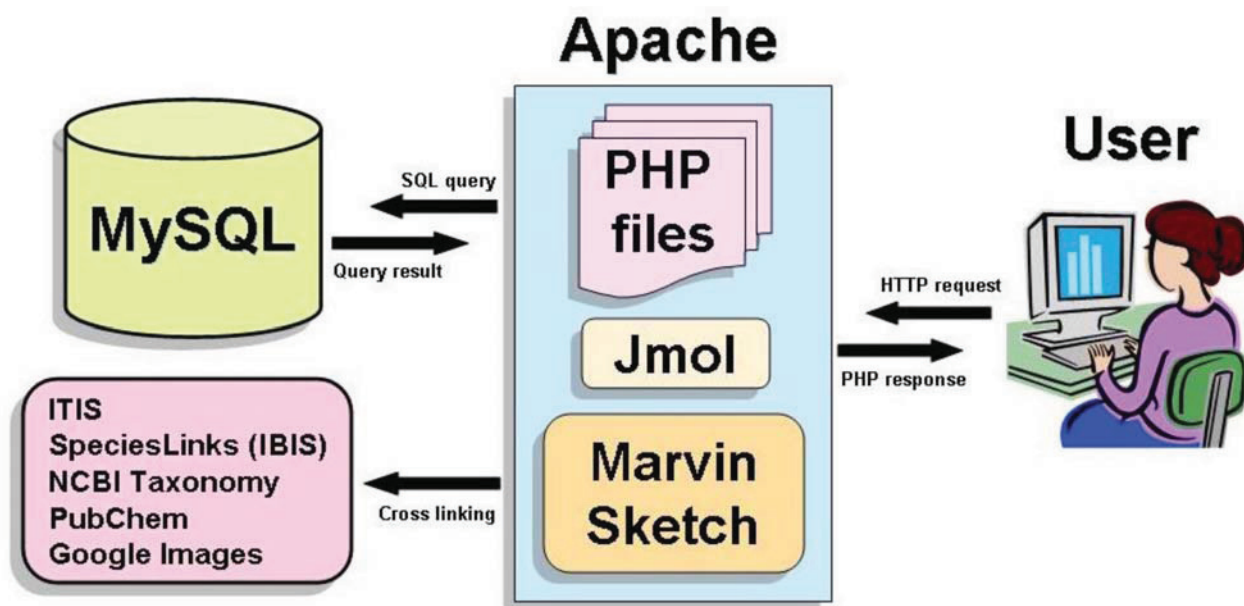 Apache
User
MySQL
SQL query
Query result
PHP
files
Jmol
Marvin
Sketch
HTTP request
PHP response
ITIS
SpeciesLinks (IBIS)
NCBI Taxonomy
PubChem
Google Images
Cross linking